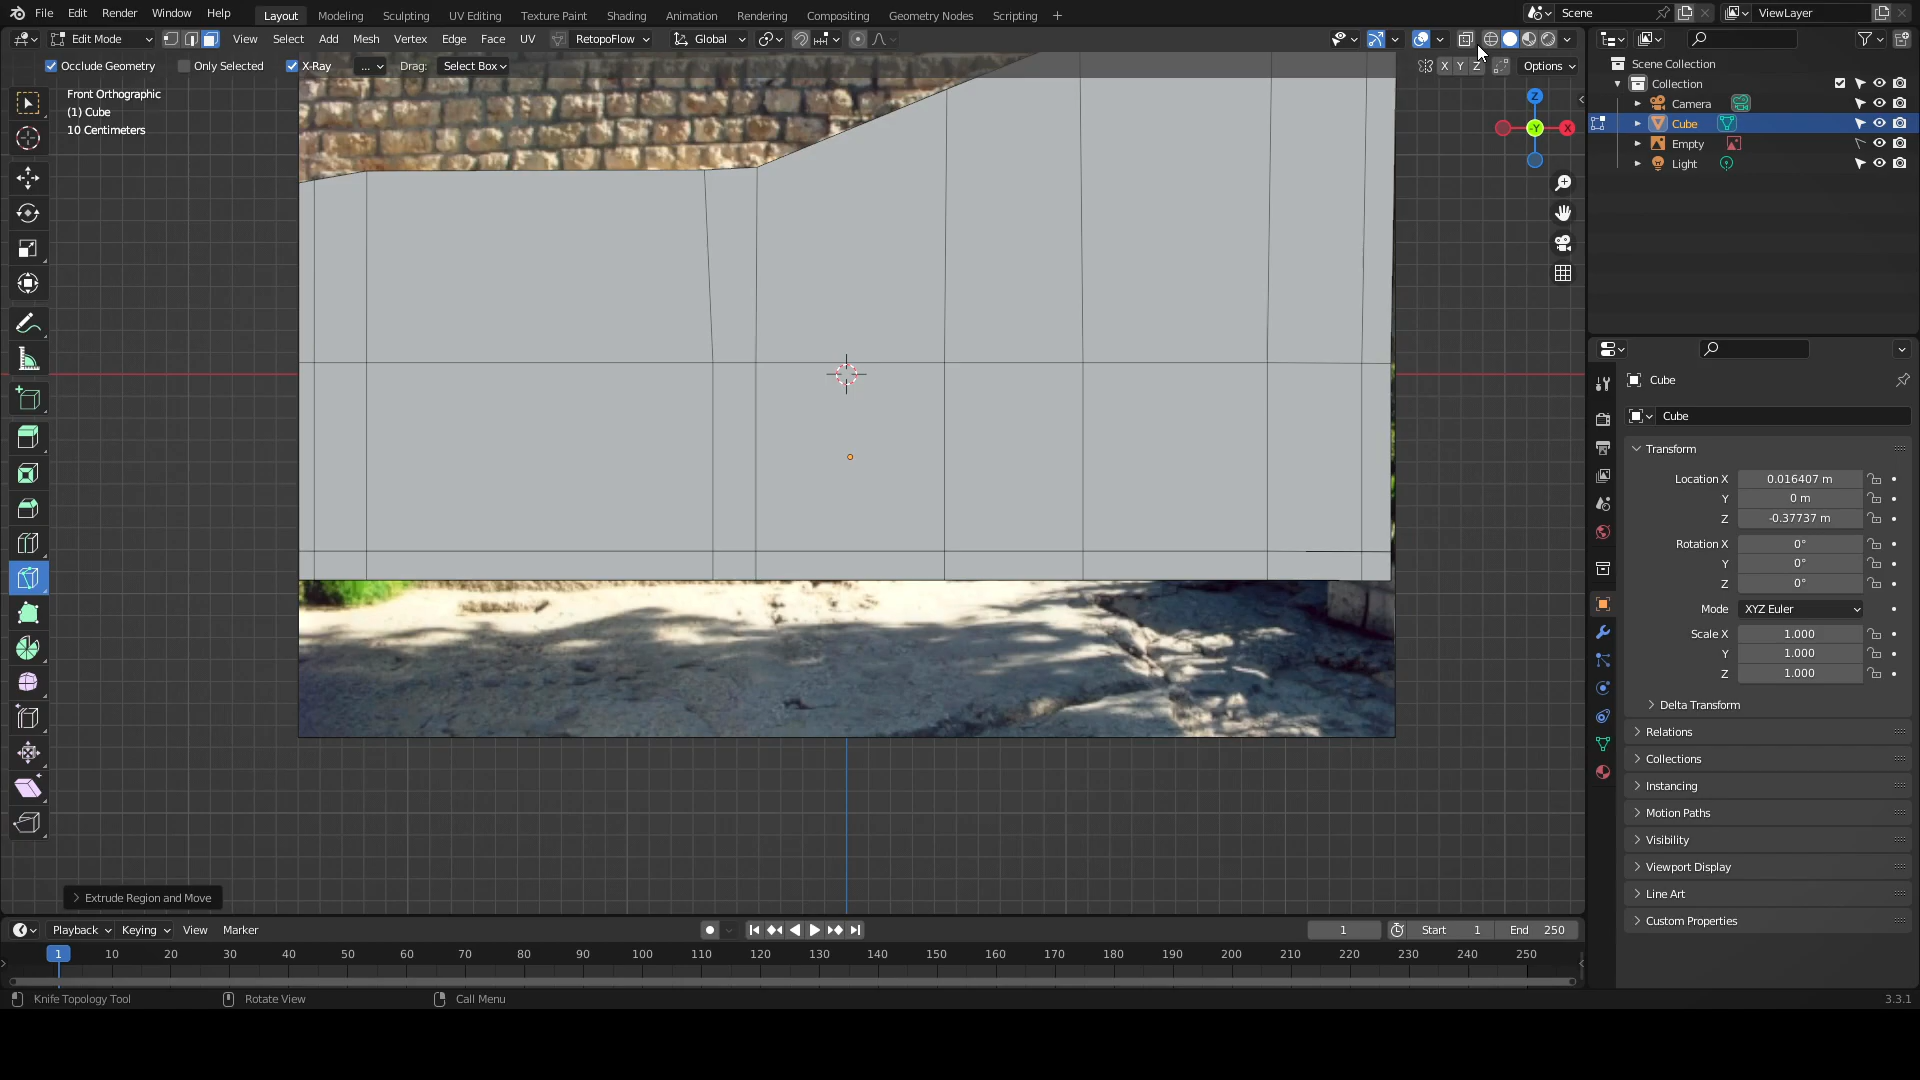 File Edit Render Window Help Layout Modeling Sculpting UV Editing Texture Paint Shading Animation Rendering Compositing Geometry Nodes Scripting Scene ViewLayer
Edit Mode View Select Add Mesh Vertex Edge Face UV RetopoFlow Global
Occlude Geometry Only Selected X-Ray ... Drag: Select Box X Y Z Options
Front Orthographic
(1) Cube
10 Centimeters
Z
X
-Y
Scene Collection
Collection
Camera
Cube
Empty
Light
Cube
Cube
Transform
Location X 0.016407 m
Y 0 m
Z -0.37737 m
Rotation X 0°
Y 0°
Z 0°
Mode XYZ Euler
Scale X 1.000
Y 1.000
Z 1.000
Delta Transform
Relations
Collections
Instancing
Motion Paths
Visibility
Viewport Display
Line Art
Custom Properties
Extrude Region and Move
Playback Keying View Marker 1 Start 1 End 250
1 10 20 30 40 50 60 70 80 90 100 110 120 130 140 150 160 170 180 190 200 210 220 230 240 250
Knife Topology Tool Rotate View Call Menu 3.3.1